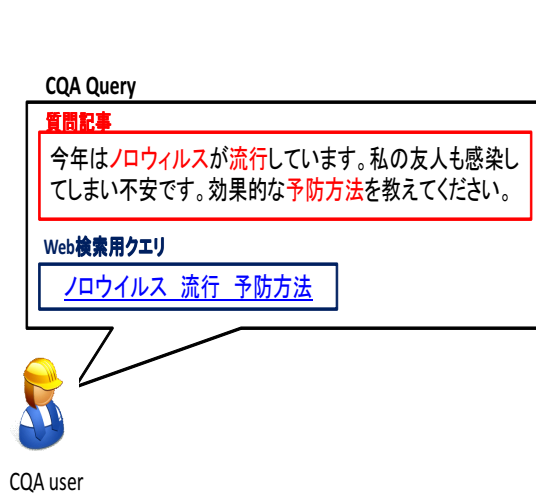 CQA Query
質問記事
今年はノロウィルスが流行しています。私の友人も感染し
てしまい不安です。効果的な予防方法を教えてください。
Web検索用クエリ
ノロウイルス 流行 予防方法
CQA user